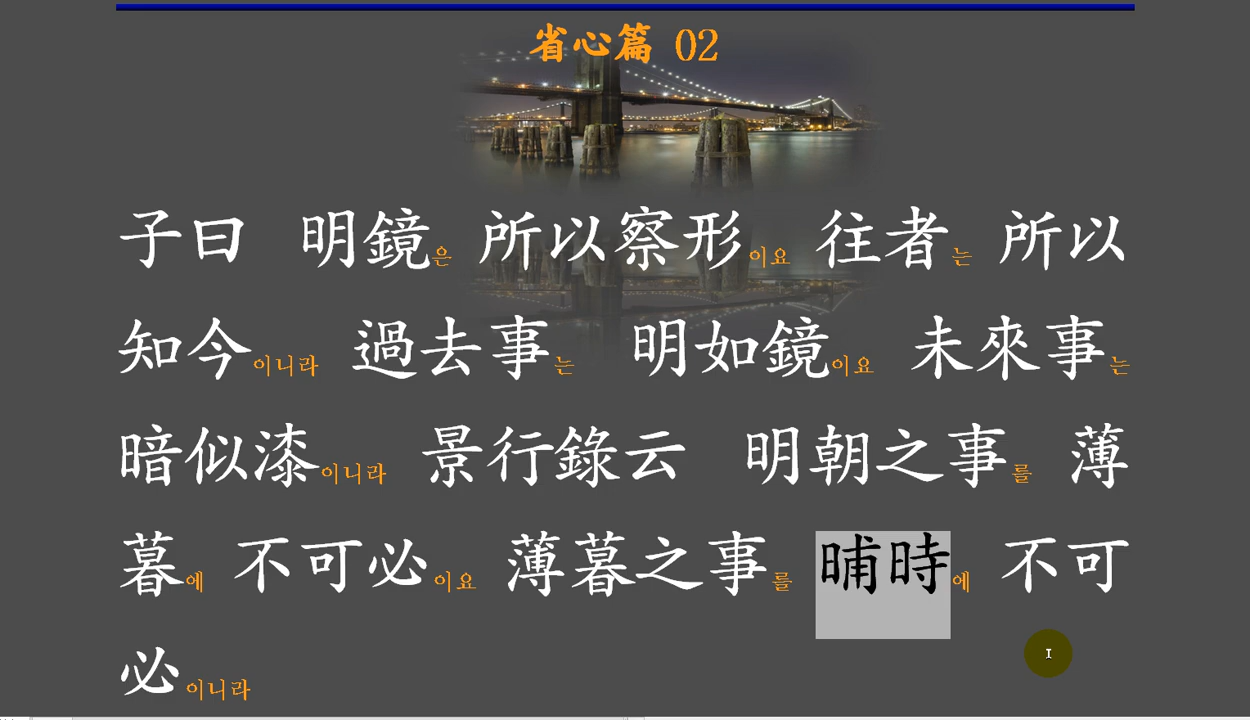 省心篇 02
子曰 明鏡은 所以察形이요 往者는 所以
知今이니라 過去事는 明如鏡이요 未來事는
暗似漆이니라 景行錄云 明朝之事를 薄
暮에 不可必이요 薄暮之事를 晡時에 不可
必이니라